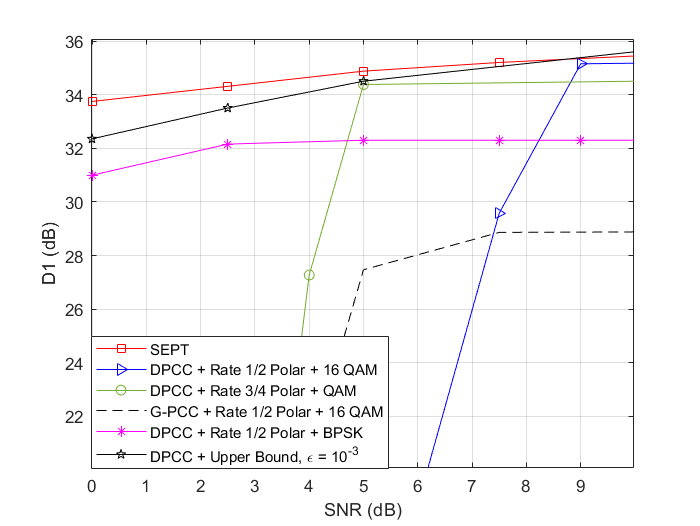 36
34
32
30
28
26
24
22
D1 (dB)
SEPT
DPCC + Rate 1/2 Polar + 16 QAM
DPCC + Rate 3/4 Polar + QAM
G-PCC + Rate 1/2 Polar + 16 QAM
DPCC + Rate 1/2 Polar + BPSK
DPCC + Upper Bound, ϵ = 10⁻³
0 1 2 3 4 5 6 7 8 9
SNR (dB)